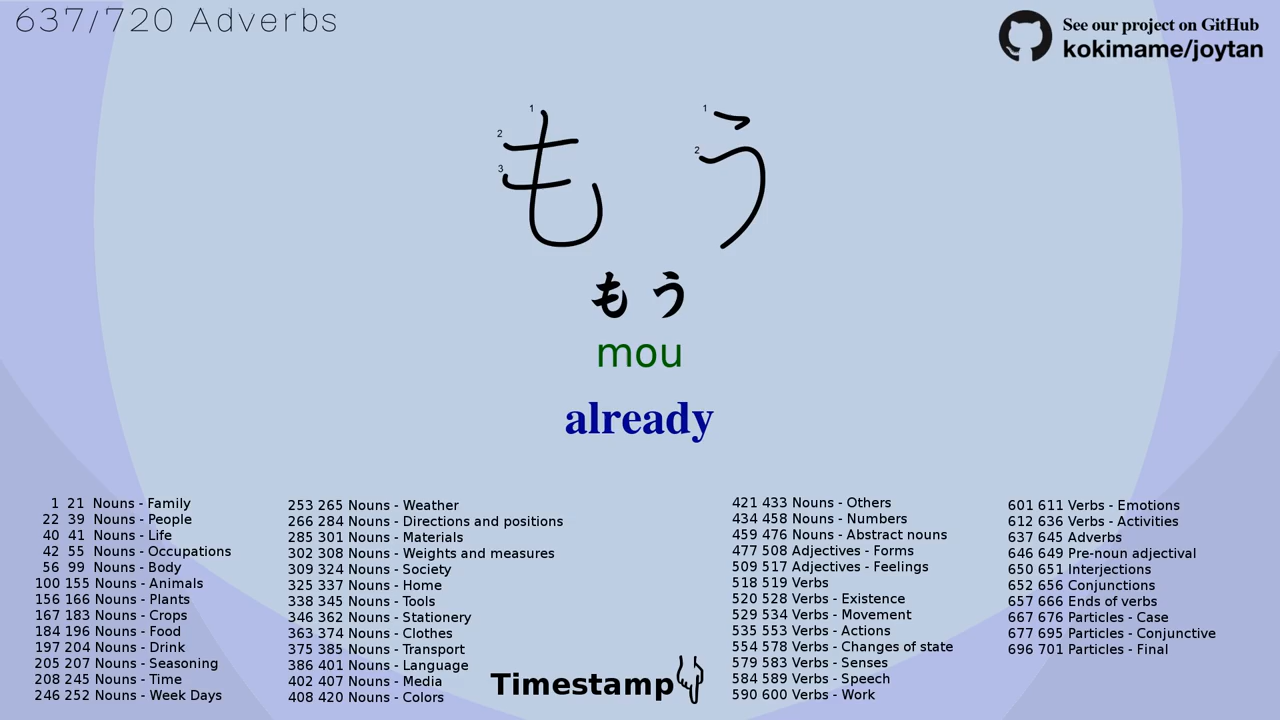 637/720 Adverbs
See our project on GitHub
kokimame/joytan
1 1
2 2
3
もう
もう
mou
already
1 21 Nouns - Family
22 39 Nouns - People
40 41 Nouns - Life
42 55 Nouns - Occupations
56 99 Nouns - Body
100 155 Nouns - Animals
156 166 Nouns - Plants
167 183 Nouns - Crops
184 196 Nouns - Food
197 204 Nouns - Drink
205 207 Nouns - Seasoning
208 245 Nouns - Time
246 252 Nouns - Week Days
253 265 Nouns - Weather
266 284 Nouns - Directions and positions
285 301 Nouns - Materials
302 308 Nouns - Weights and measures
309 324 Nouns - Society
325 337 Nouns - Home
338 345 Nouns - Tools
346 362 Nouns - Stationery
363 374 Nouns - Clothes
375 385 Nouns - Transport
386 401 Nouns - Language
402 407 Nouns - Media
408 420 Nouns - Colors
Timestamp
421 433 Nouns - Others
434 458 Nouns - Numbers
459 476 Nouns - Abstract nouns
477 508 Adjectives - Forms
509 517 Adjectives - Feelings
518 519 Verbs
520 528 Verbs - Existence
529 534 Verbs - Movement
535 553 Verbs - Actions
554 578 Verbs - Changes of state
579 583 Verbs - Senses
584 589 Verbs - Speech
590 600 Verbs - Work
601 611 Verbs - Emotions
612 636 Verbs - Activities
637 645 Adverbs
646 649 Pre-noun adjectival
650 651 Interjections
652 656 Conjunctions
657 666 Ends of verbs
667 676 Particles - Case
677 695 Particles - Conjunctive
696 701 Particles - Final